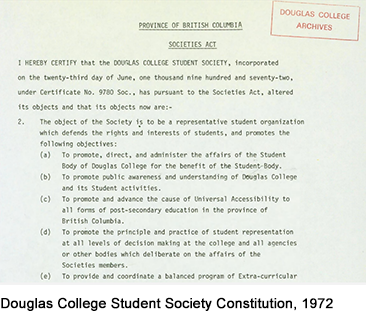 DOUGLAS COLLEGE
ARCHIVES
PROVINCE OF BRITISH COLUMBIA
SOCIETIES ACT
I HEREBY CERTIFY that the DOUGLAS COLLEGE STUDENT SOCIETY, incorporated
on the twenty-third day of June, one thousand nine hundred and seventy-two,
under Certificate No. 9780 Soc., has pursuant to the Societies Act, altered
its objects and that its objects now are:-
2. The object of the Society is to be a representative student organization
which defends the rights and interests of students, and promotes the
following objectives:
(a) To promote, direct, and administer the affairs of the Student
Body of Douglas College for the benefit of the Student-Body.
(b) To promote public awareness and understanding of Douglas College
and its Student activities.
(c) To promote and advance the cause of Universal Accessibility to
all forms of post-secondary education in the province of
British Columbia.
(d) To promote the principle and practice of student representation
at all levels of decision making at the college and all agencies
or other bodies which deliberate on the affairs of the
Societies members.
(e) To provide and coordinate a balanced program of Extra-curricular
Douglas College Student Society Constitution, 1972